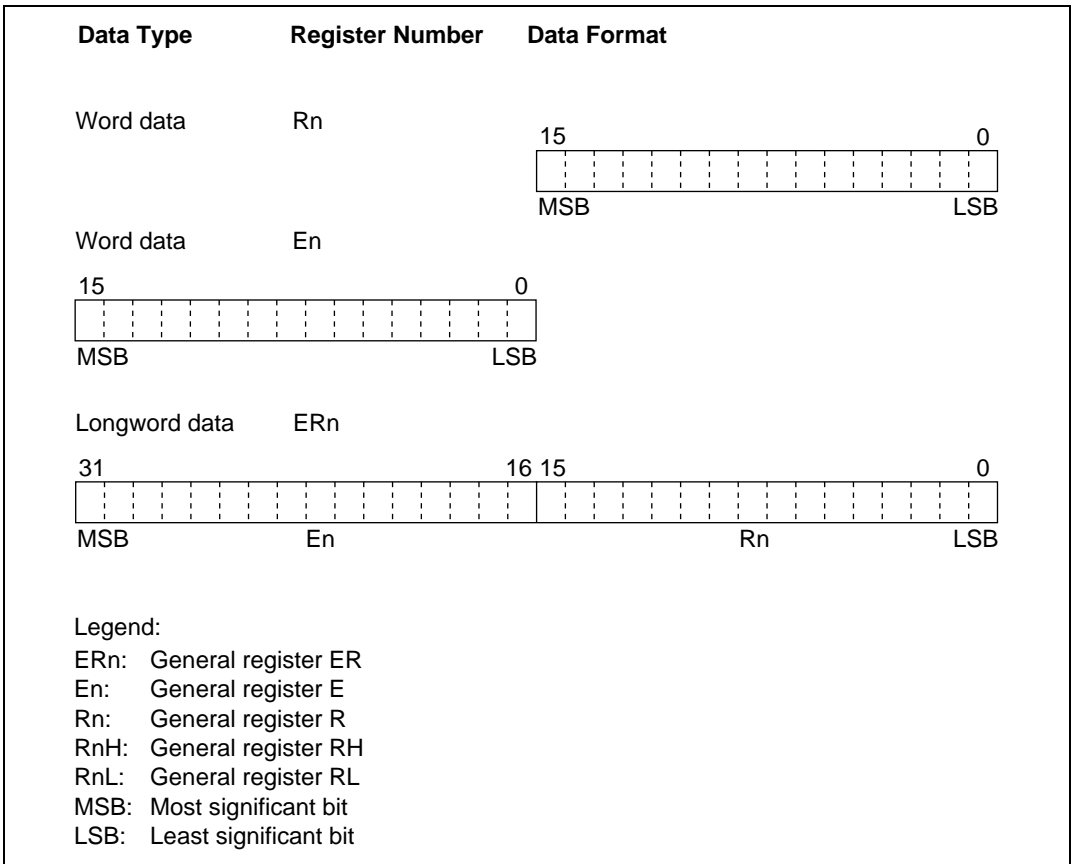 Data Type Register Number Data Format
Word data Rn
15 0
MSB LSB
Word data En
15 0
MSB LSB
Longword data ERn
31 16 15 0
MSB En Rn LSB
Legend:
ERn: General register ER
En: General register E
Rn: General register R
RnH: General register RH
RnL: General register RL
MSB: Most significant bit
LSB: Least significant bit